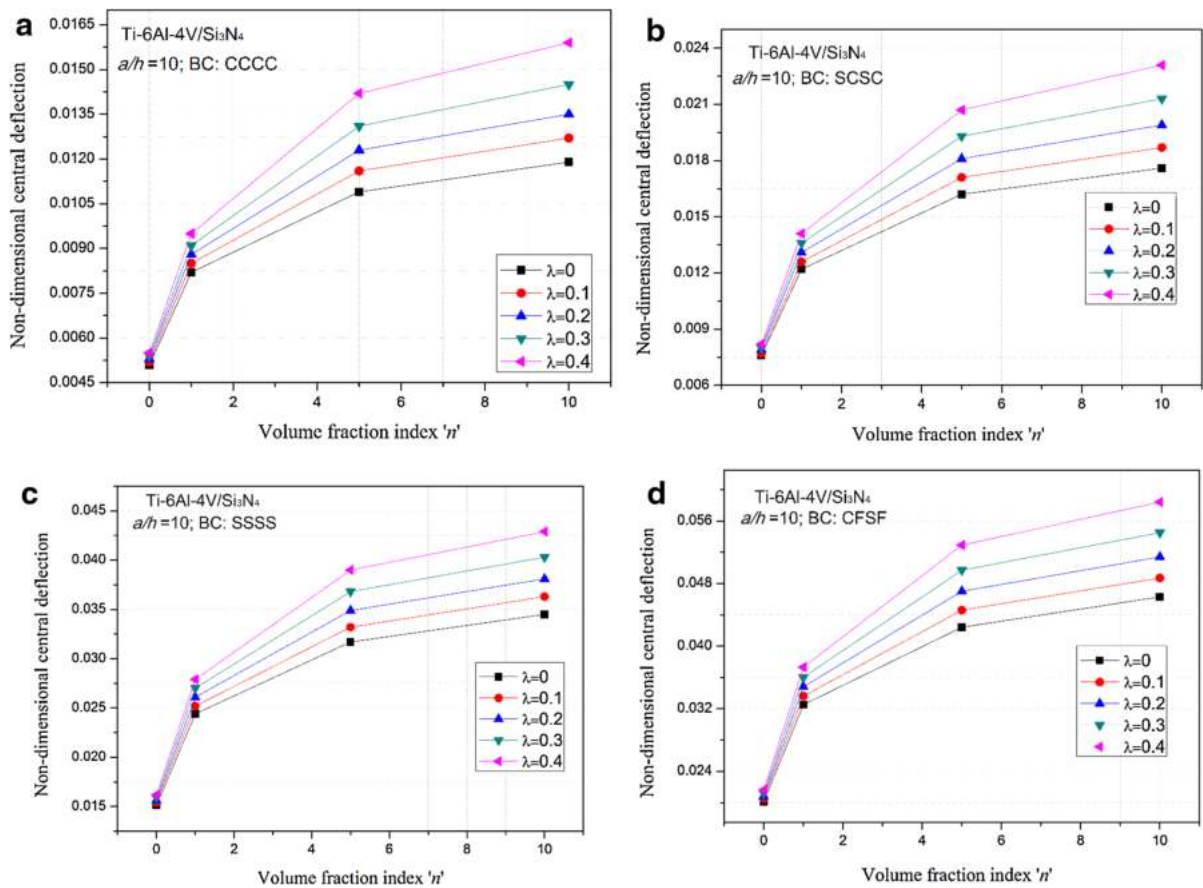 a
Ti-6Al-4V/Si₃N₄
a/h=10; BC: CCCC
Non-dimensional central deflection
0.0165
0.0150
0.0135
0.0120
0.0105
0.0090
0.0075
0.0060
0.0045
0 2 4 6 8 10
Volume fraction index 'n'
λ=0
λ=0.1
λ=0.2
λ=0.3
λ=0.4
b
Ti-6Al-4V/Si₃N₄
a/h=10; BC: SCSC
Non-dimensional central deflection
0.024
0.021
0.018
0.015
0.012
0.009
0.006
0 2 4 6 8 10
Volume fraction index 'n'
λ=0
λ=0.1
λ=0.2
λ=0.3
λ=0.4
c
Ti-6Al-4V/Si₃N₄
a/h=10; BC: SSSS
Non-dimensional central deflection
0.045
0.040
0.035
0.030
0.025
0.020
0.015
0 2 4 6 8 10
Volume fraction index 'n'
λ=0
λ=0.1
λ=0.2
λ=0.3
λ=0.4
d
Ti-6Al-4V/Si₃N₄
a/h=10; BC: CFSF
Non-dimensional central deflection
0.056
0.048
0.040
0.032
0.024
0 2 4 6 8 10
Volume fraction index 'n'
λ=0
λ=0.1
λ=0.2
λ=0.3
λ=0.4